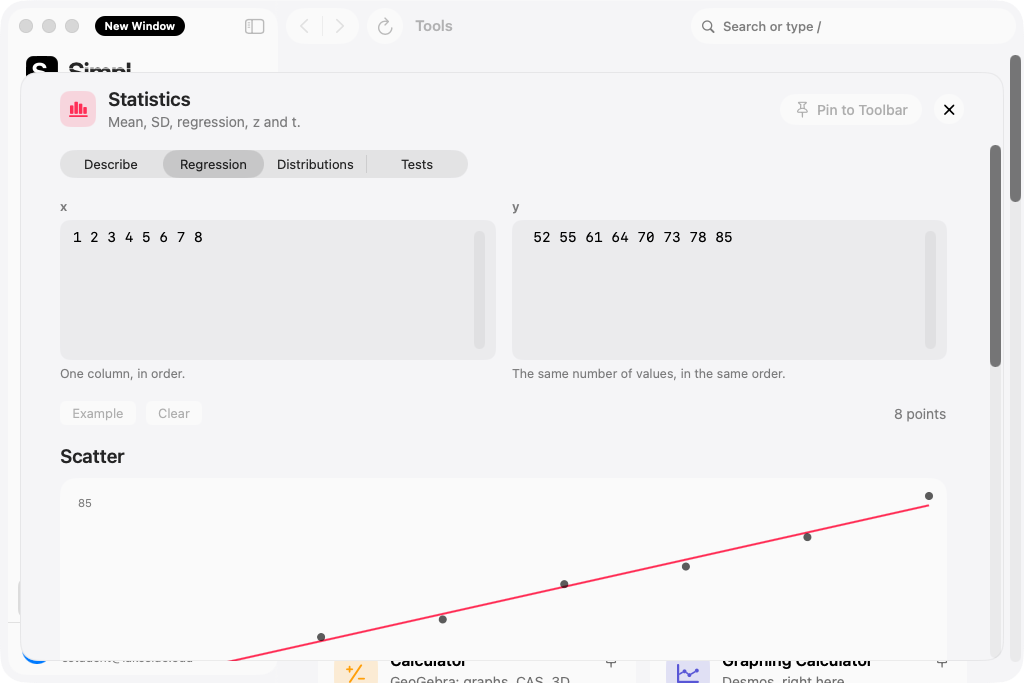 New Window
Tools
Search or type /
Statistics
Mean, SD, regression, z and t.
Pin to Toolbar
Describe
Regression
Distributions
Tests
x
y
1 2 3 4 5 6 7 8
52 55 61 64 70 73 78 85
One column, in order.
The same number of values, in the same order.
Example
Clear
8 points
Scatter
85
Calculator
Graphing Calculator
GeoGebra: graphs, CAS, 3D
Desmos, right here